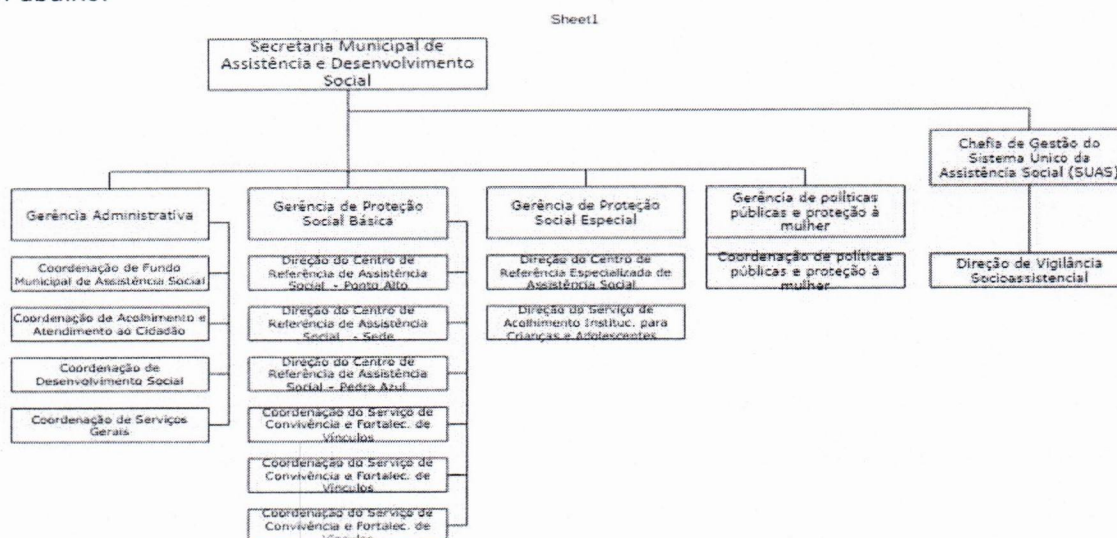 Sheet1
Secretaria Municipal de
Assistência e Desenvolvimento
Social
Chefia de Gestão do
Sistema Único da
Assistência Social (SUAS)
Gerência Administrativa
Gerência de Proteção
Social Básica
Gerência de Proteção
Social Especial
Gerência de políticas
públicas e proteção à
mulher
Coordenação de Fundo
Municipal de Assistência Social
Direção do Centro de
Referência de Assistência
Social - Ponto Alto
Direção do Centro de
Referência Especializada de
Assistência Social
Coordenação de políticas
públicas e proteção à
mulher
Direção de Vigilância
Socioassistencial
Coordenação de Acolhimento e
Atendimento ao Cidadão
Direção do Centro de
Referência de Assistência
Social - Sede
Direção do Serviço de
Acolhimento Instituc. para
Crianças e Adolescentes
Coordenação de
Desenvolvimento Social
Direção do Centro de
Referência de Assistência
Social - Pedra Azul
Coordenação de Serviços
Gerais
Coordenação do Serviço de
Convivência e Fortalec. de
Vínculos
Coordenação do Serviço de
Convivência e Fortalec. de
Vínculos
Coordenação do Serviço de
Convivência e Fortalec. de
Vínculos